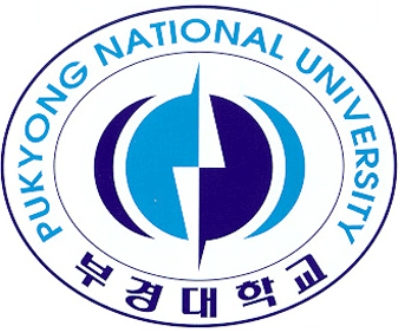 PUKYONG NATIONAL UNIVERSITY
부경대학교